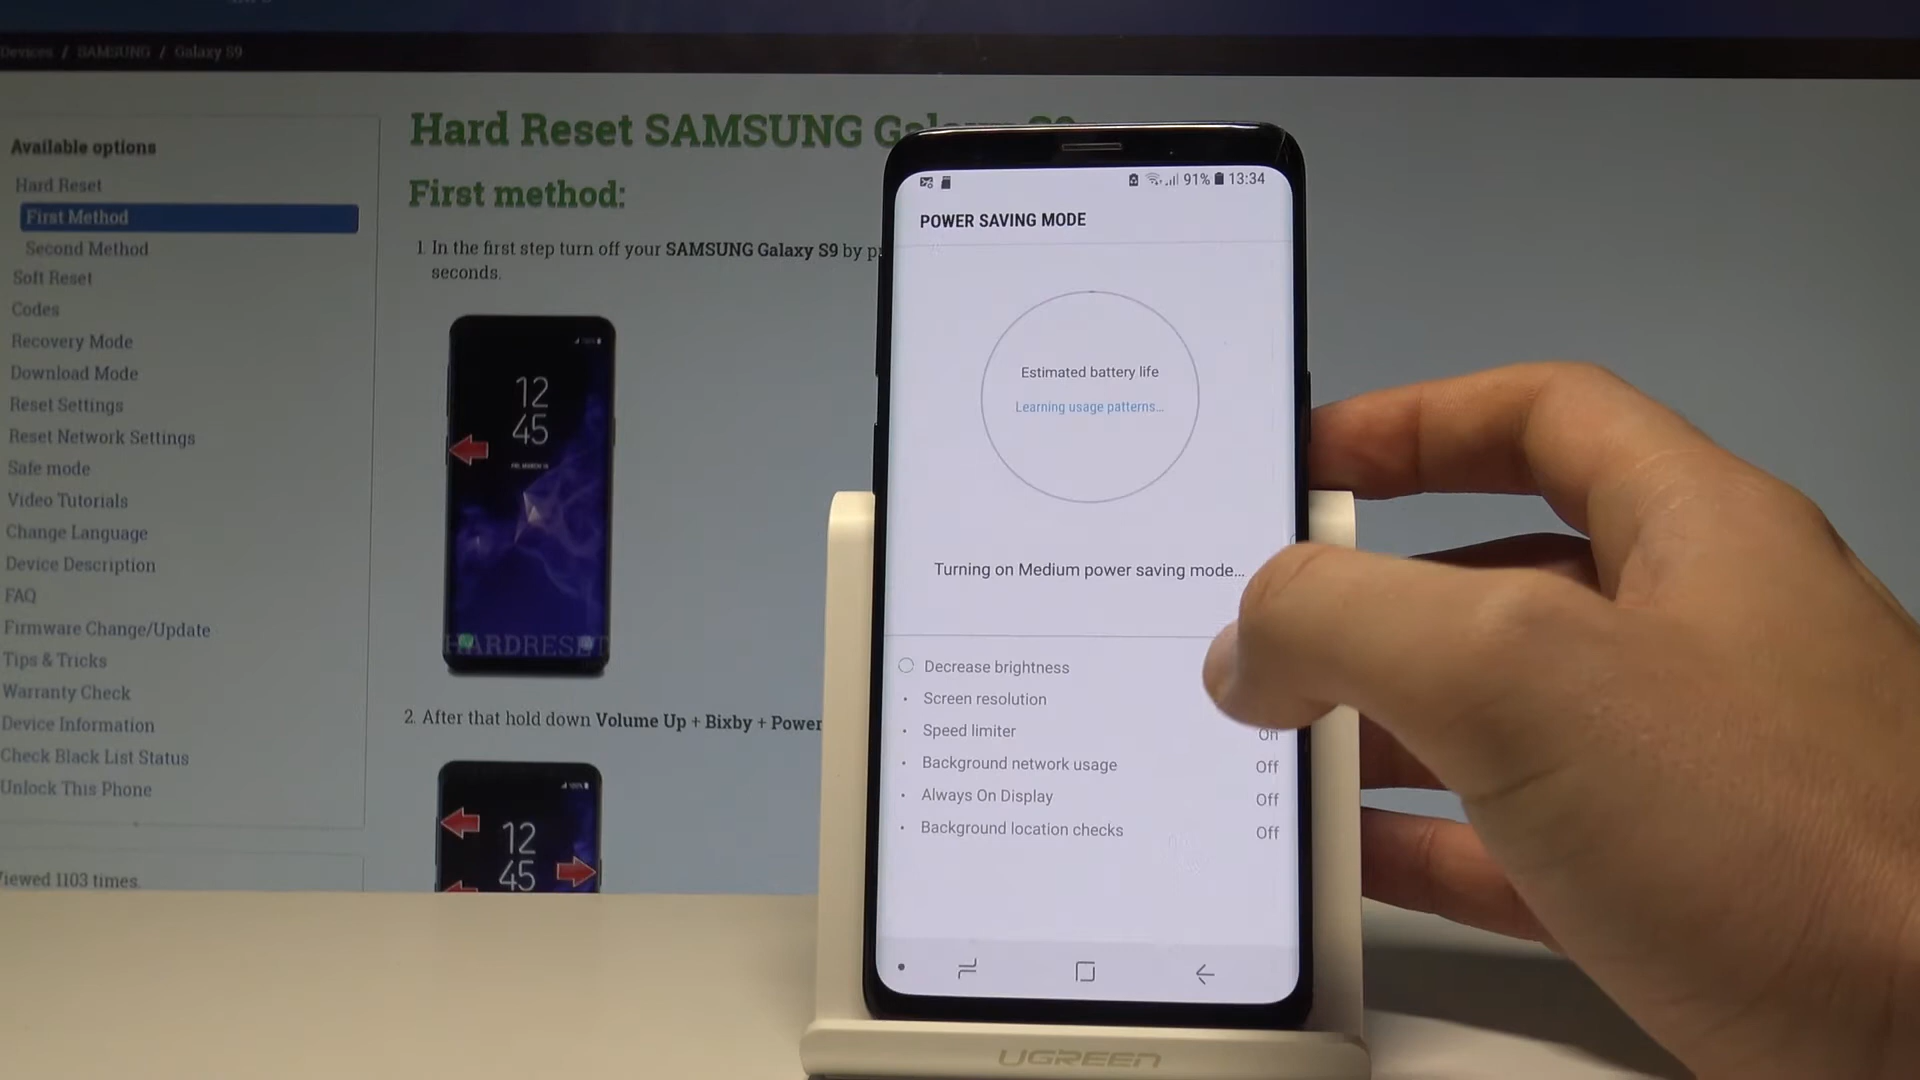 Devices / SAMSUNG / Galaxy S9
Available options
Hard Reset
First Method
Second Method
Soft Reset
Codes
Recovery Mode
Download Mode
Reset Settings
Reset Network Settings
Safe mode
Video Tutorials
Change Language
Device Description
FAQ
Firmware Change/Update
Tips & Tricks
Warranty Check
Device Information
Check Black List Status
Unlock This Phone
iewed 1103 times
Hard Reset SAMSUNG Galaxy S9
First method:
1. In the first step turn off your SAMSUNG Galaxy S9 by p
seconds.
12
45
HARDRESET
2. After that hold down Volume Up + Bixby + Power
12
45
91% 13:34
POWER SAVING MODE
Estimated battery life
Learning usage patterns...
Turning on Medium power saving mode...
Decrease brightness
• Screen resolution
• Speed limiter On
• Background network usage Off
• Always On Display Off
• Background location checks Off
UGREEN